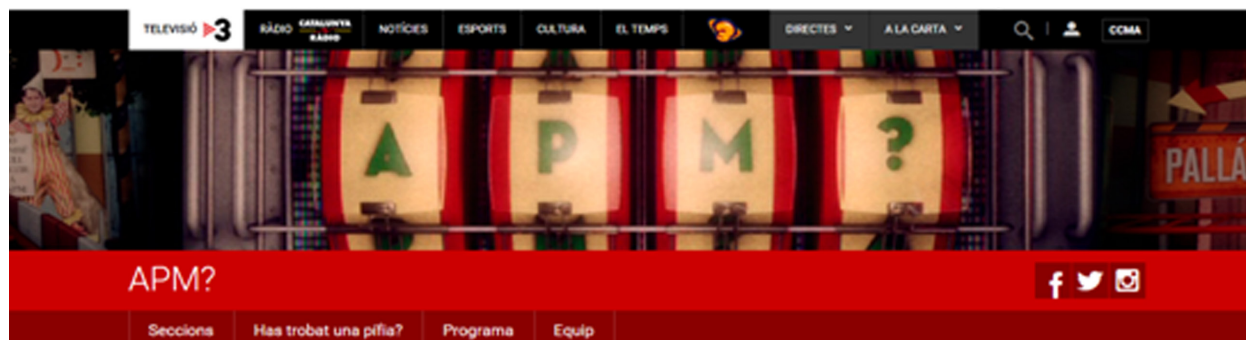 TELEVISIÓ 3 RÀDIO CATALUNYA RÀDIO NOTÍCIES ESPORTS CULTURA EL TEMPS 3 DIRECTES A LA CARTA CCMA
A P M ?
PALLÀ
APM?
Seccions Has trobat una pífia? Programa Equip